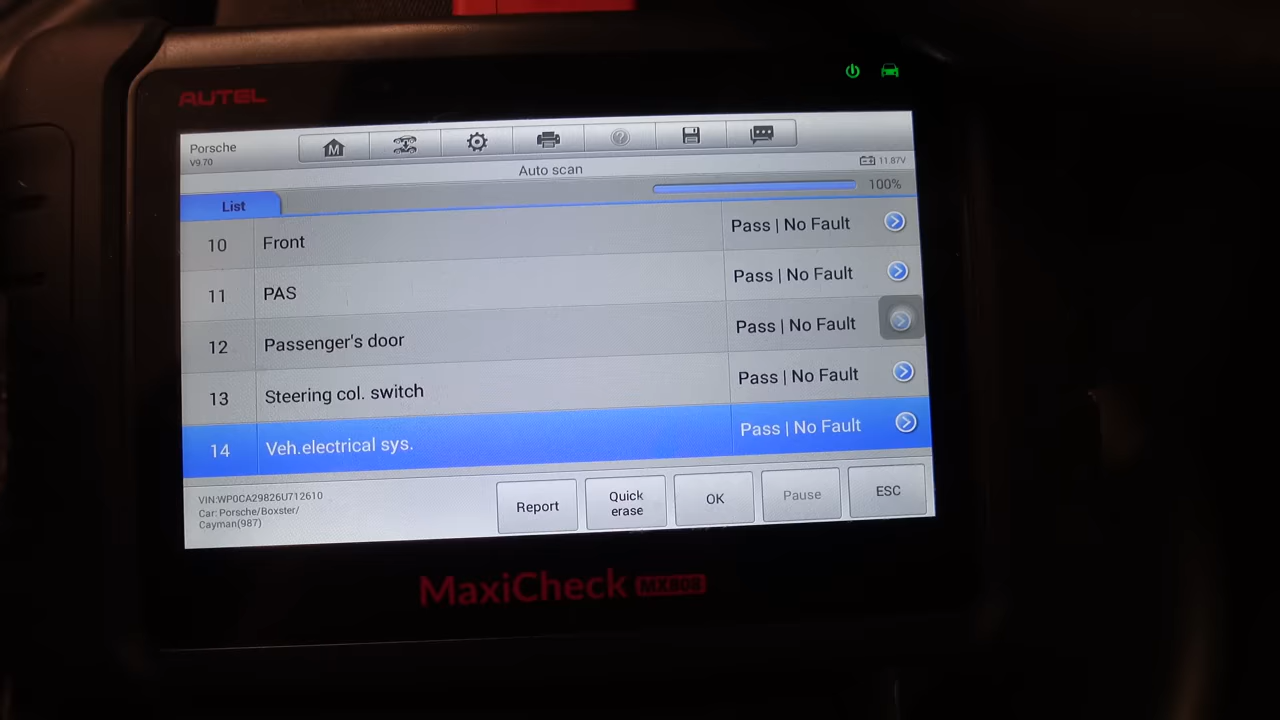 AUTEL
Porsche
V9.70
M
Auto scan
11.87V
List
100%
10 Front Pass | No Fault
11 PAS Pass | No Fault
12 Passenger's door Pass | No Fault
13 Steering col. switch Pass | No Fault
14 Veh.electrical sys. Pass | No Fault
VIN:WP0CA29826U712610
Car: Porsche/Boxster/
Cayman(987)
Report
Quick
erase
OK
Pause
ESC
MaxiCheck MX808